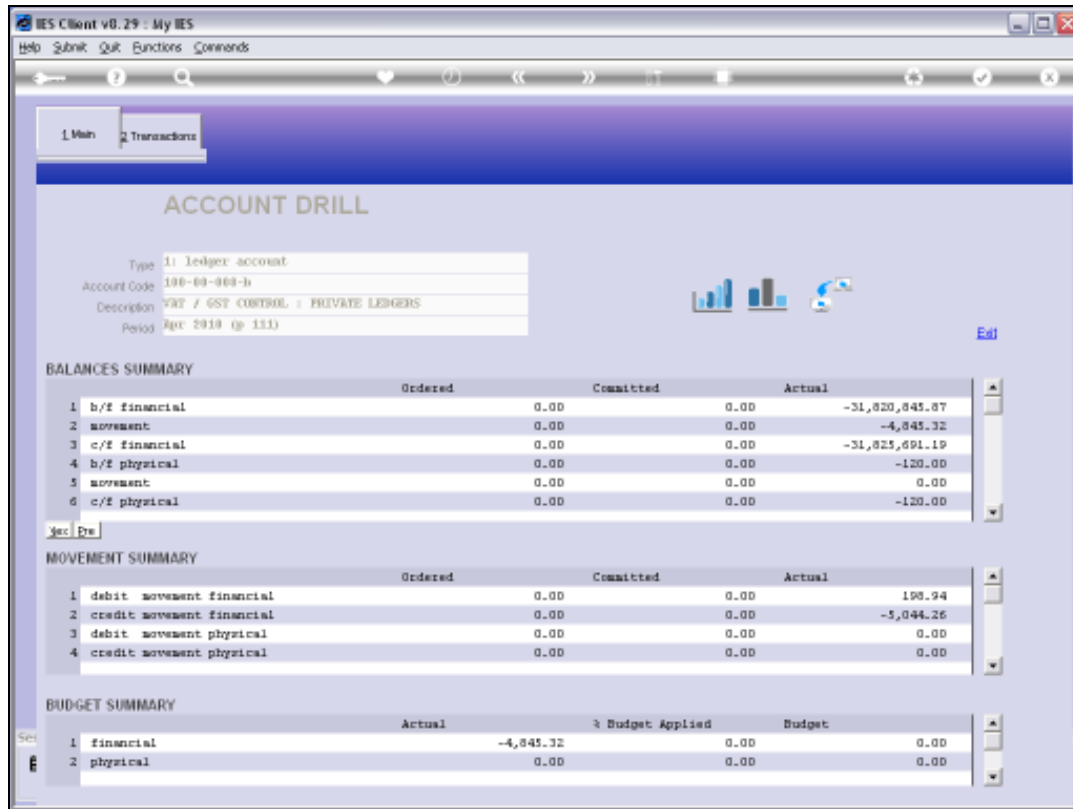 IES Client v8.29 : My IES
Help Submit Quit Functions Commands
1 Main 2 Transactions
ACCOUNT DRILL
Type 1: ledger account
Account Code 100-00-000-b
Description VAT / GST CONTROL : PRIVATE LEDGERS
Period Apr 2010 (p 111)
Exit
BALANCES SUMMARY
Ordered Committed Actual
1 b/f financial 0.00 0.00 -31,820,845.87
2 movement 0.00 0.00 -4,845.32
3 c/f financial 0.00 0.00 -31,825,691.19
4 b/f physical 0.00 0.00 -120.00
5 movement 0.00 0.00 0.00
6 c/f physical 0.00 0.00 -120.00
Nex Pre
MOVEMENT SUMMARY
Ordered Committed Actual
1 debit movement financial 0.00 0.00 198.94
2 credit movement financial 0.00 0.00 -5,044.26
3 debit movement physical 0.00 0.00 0.00
4 credit movement physical 0.00 0.00 0.00
BUDGET SUMMARY
Actual % Budget Applied Budget
1 financial -4,845.32 0.00 0.00
2 physical 0.00 0.00 0.00